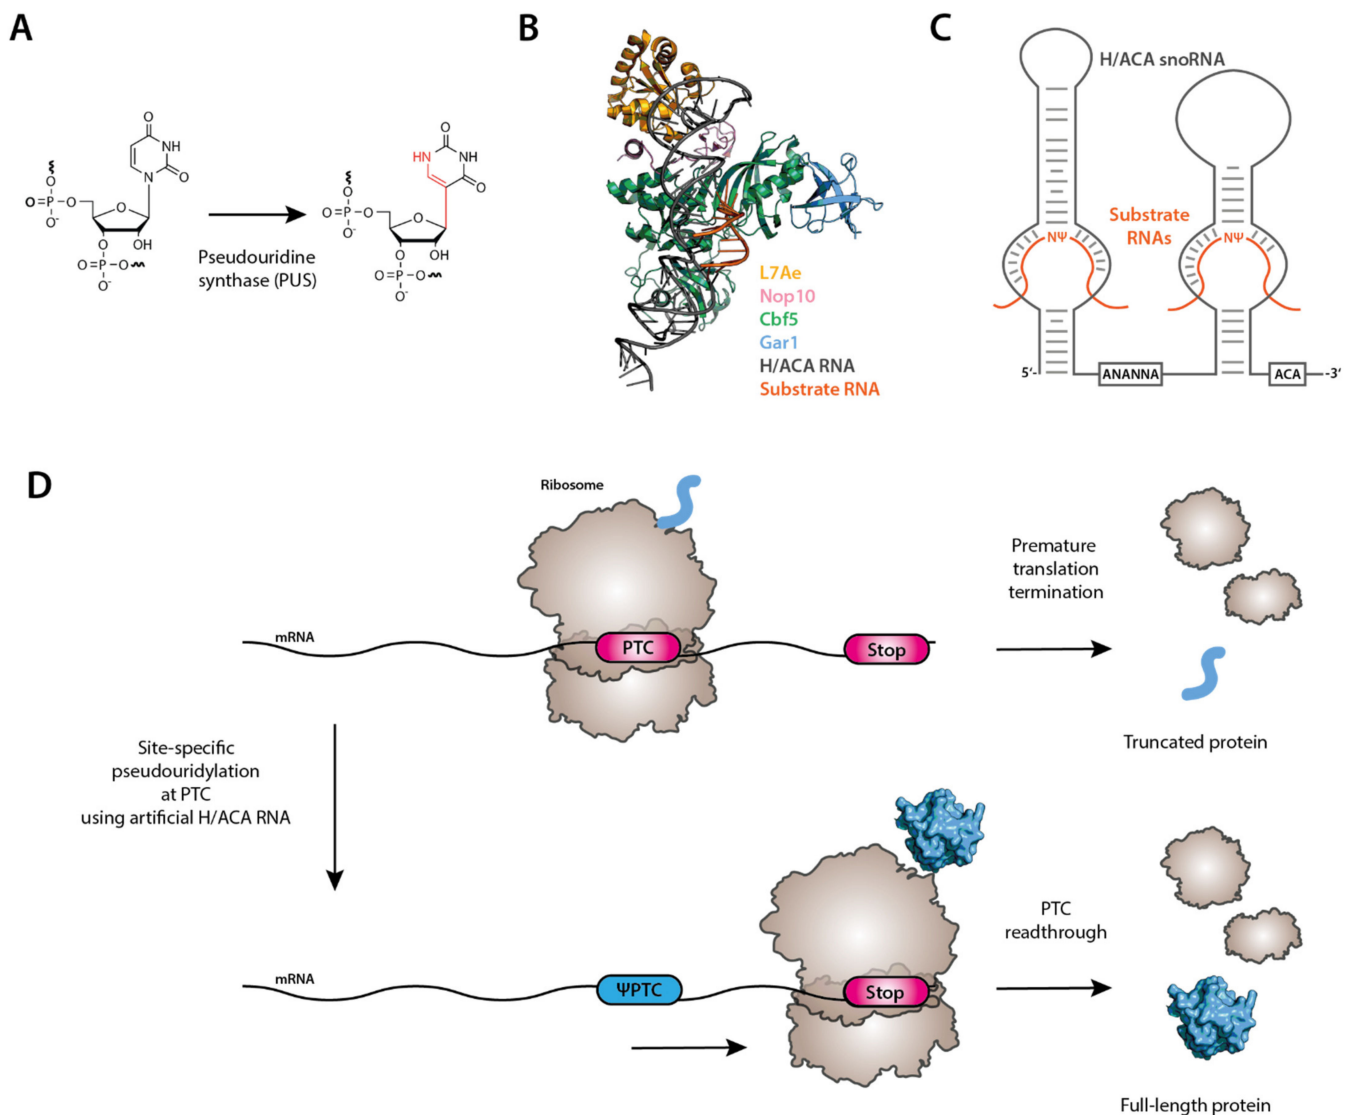 A
B
C
Pseudouridine
synthase (PUS)
O
NH
N
O
O
O=P-O
O-
O
O
OH
O=P-O
O-
O
HN
NH
O
O
O=P-O
O-
O
O
OH
O=P-O
O-
L7Ae
Nop10
Cbf5
Gar1
H/ACA RNA
Substrate RNA
H/ACA snoRNA
Substrate
RNAs
NΨ
NΨ
5'-
ANANNA
ACA
-3'
D
Ribosome
mRNA
PTC
Stop
Premature
translation
termination
Truncated protein
Site-specific
pseudouridylation
at PTC
using artificial H/ACA RNA
mRNA
ΨPTC
Stop
PTC
readthrough
Full-length protein